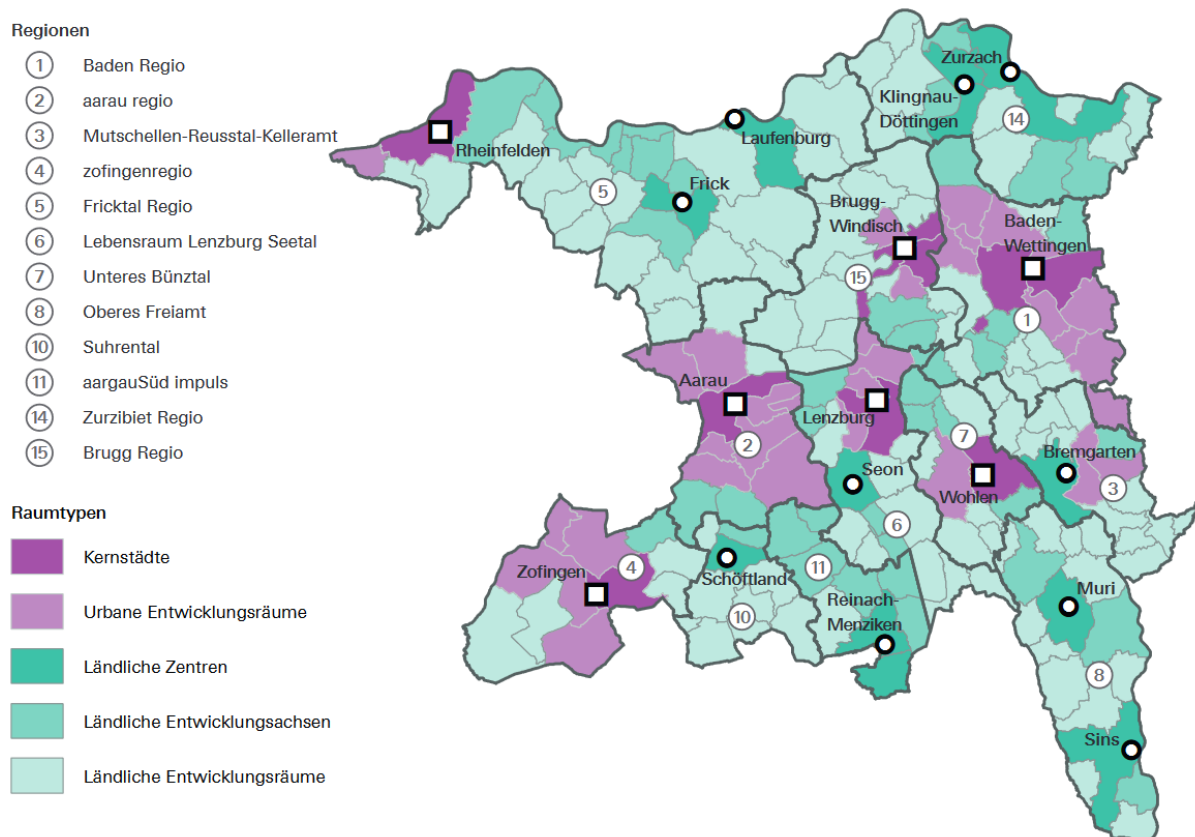 Regionen
1 Baden Regio
2 aarau regio
3 Mutschellen-Reusstal-Kelleramt
4 zofingenregio
5 Fricktal Regio
6 Lebensraum Lenzburg Seetal
7 Unteres Bünztal
8 Oberes Freiamt
10 Suhrental
11 aargauSüd impuls
14 Zurzibiet Regio
15 Brugg Regio
Raumtypen
Kernstädte
Urbane Entwicklungsräume
Ländliche Zentren
Ländliche Entwicklungsachsen
Ländliche Entwicklungsräume
Zurzach
Klingnau-
Döttingen
14
Laufenburg
Rheinfelden
Frick
5
Brugg-
Windisch
Baden-
Wettingen
15
1
Aarau
Lenzburg
2
7
Bremgarten
3
Seon
Wohlen
6
Zofingen
4
Schöftland
11
Reinach-
Menziken
10
Muri
8
Sins